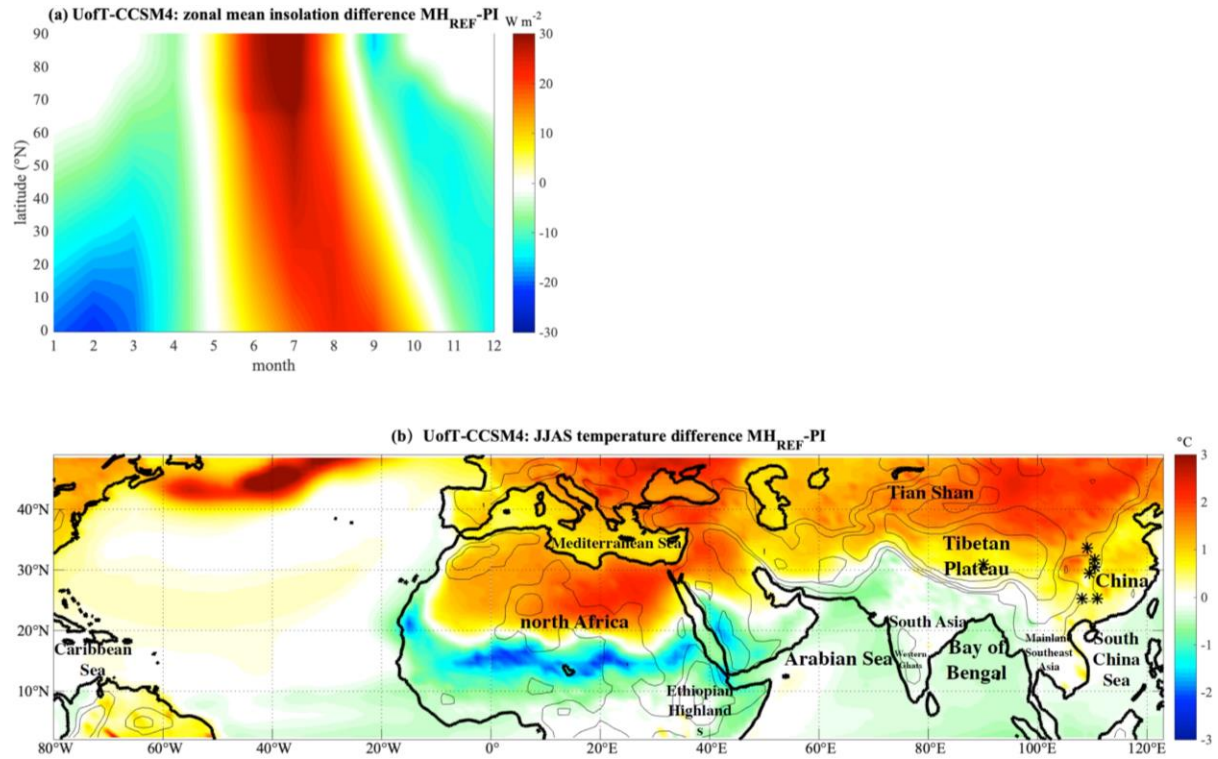 (a) UofT-CCSM4: zonal mean insolation difference MH_REF-PI
W m^-2
90
80
70
60
50
40
30
20
10
0
latitude (°N)
1 2 3 4 5 6 7 8 9 10 11 12
month
30
20
10
0
-10
-20
-30
(b) UofT-CCSM4: JJAS temperature difference MH_REF-PI
°C
40°N
30°N
20°N
10°N
Tian Shan
Mediterranean Sea
Tibetan
Plateau
China
north Africa
South Asia
Caribbean
Sea
Arabian Sea
Western
Ghats
Bay of
Bengal
Mainland
Southeast
Asia
South
China
Sea
Ethiopian
Highland
s
80°W 60°W 40°W 20°W 0° 20°E 40°E 60°E 80°E 100°E 120°E
3
2
1
0
-1
-2
-3